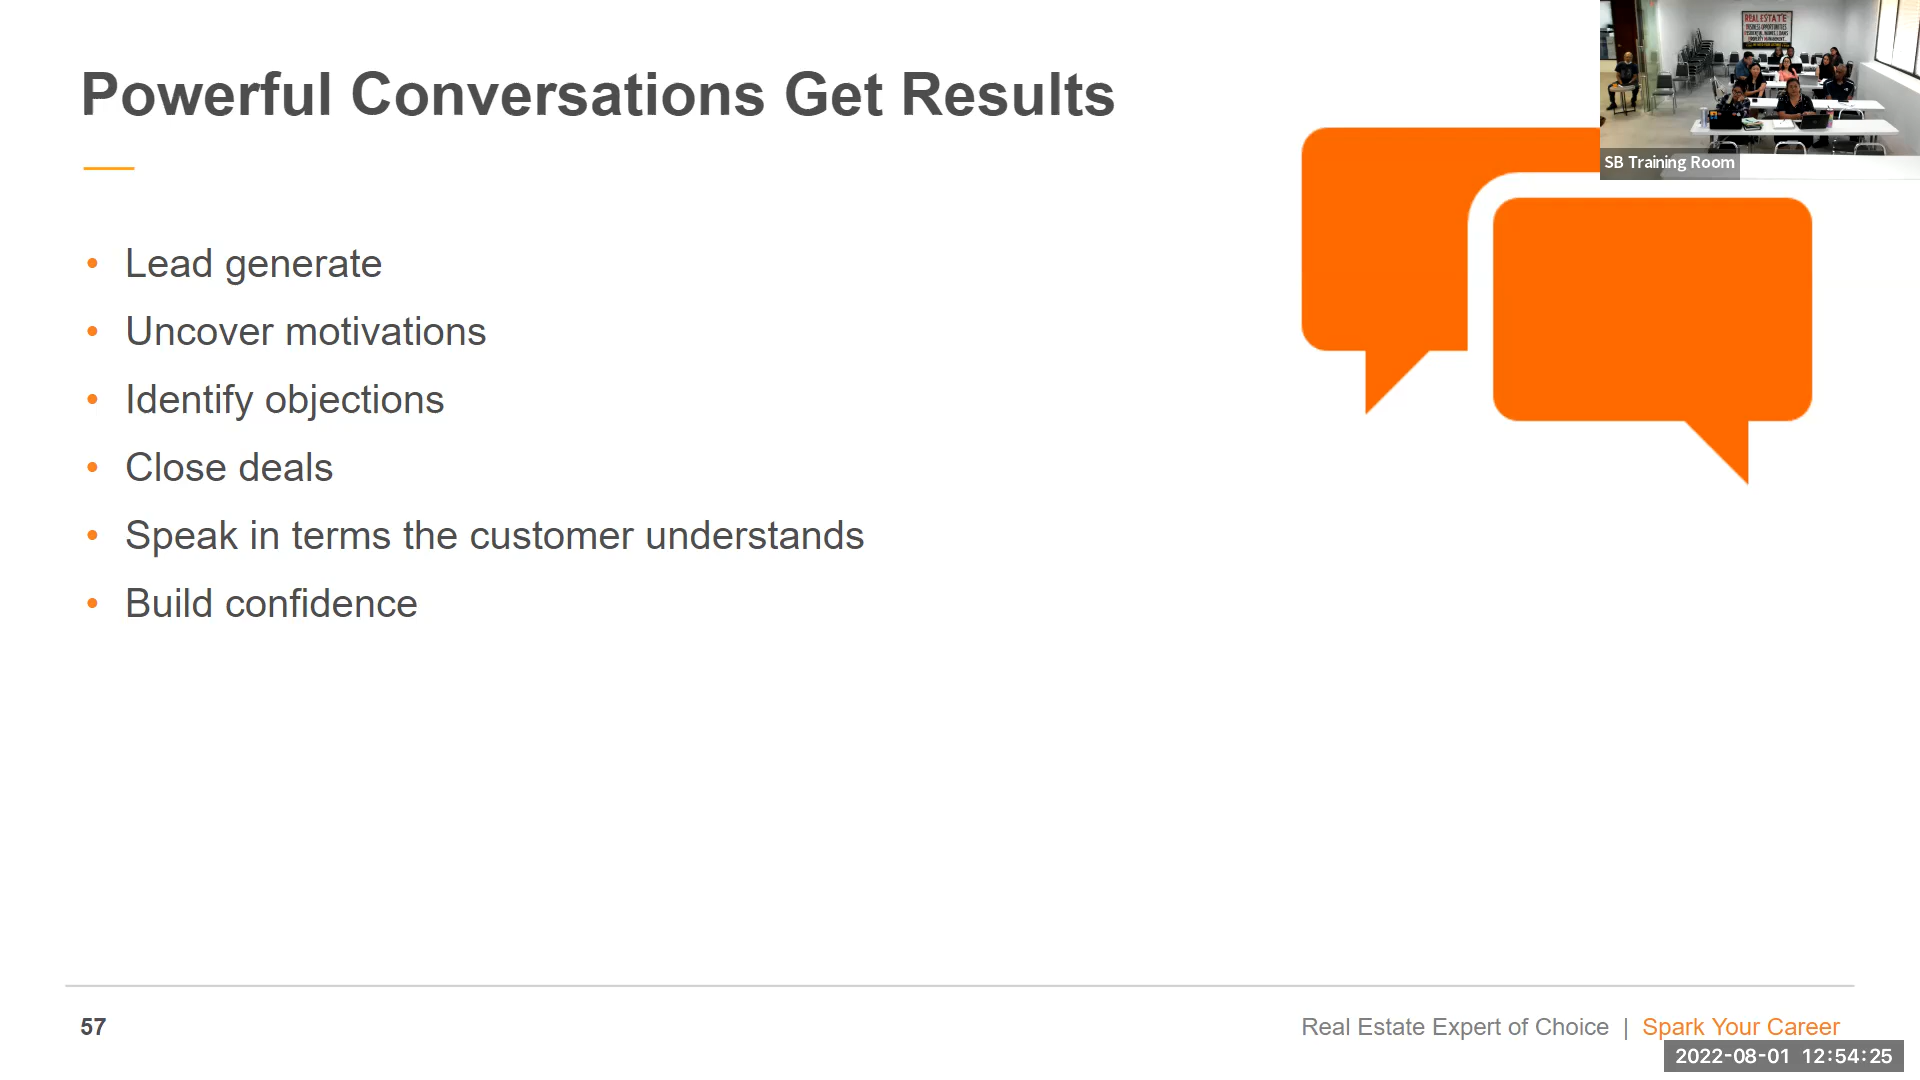 Powerful Conversations Get Results
• Lead generate
• Uncover motivations
• Identify objections
• Close deals
• Speak in terms the customer understands
• Build confidence
REAL ESTATE
SB Training Room
57
Real Estate Expert of Choice | Spark Your Career
2022-08-01 12:54:25